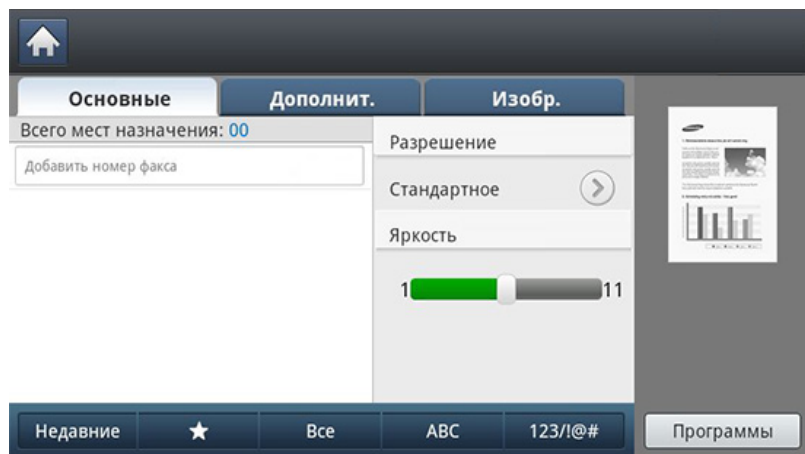 Основные
Дополнит.
Изобр.
Всего мест назначения: 00
Добавить номер факса
Разрешение
Стандартное
Яркость
1
11
Недавние
Все
ABC
123/!@#
Программы